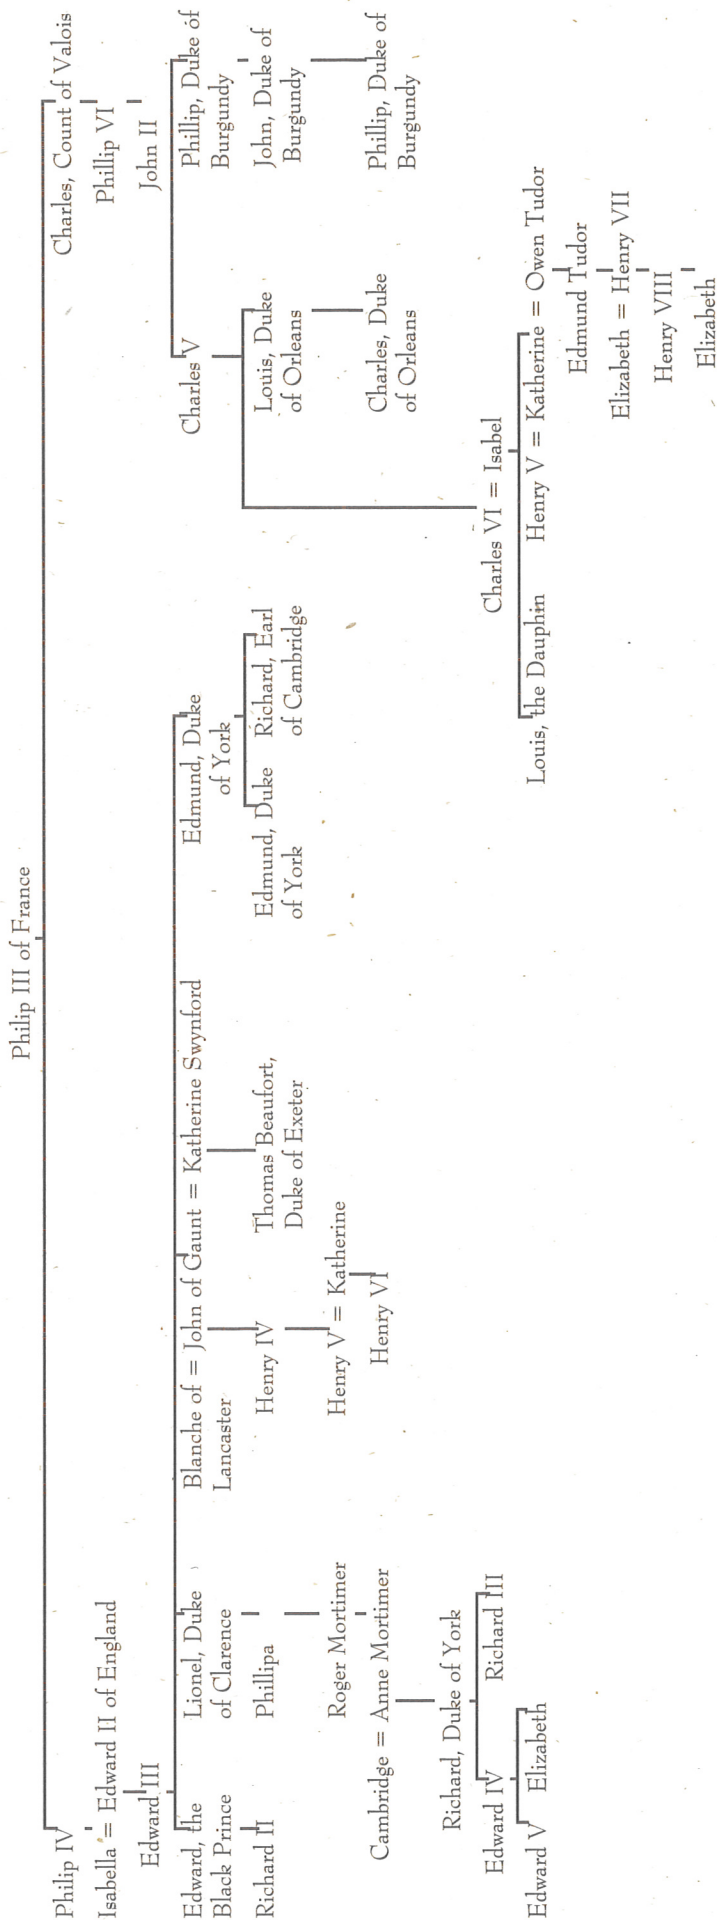 Philip III of France
Philip IV
Charles, Count of Valois
Isabella = Edward II of England
Phillip VI
Edward III
John II
Edward, the
Black Prince
Lionel, Duke
of Clarence
Blanche of = John of Gaunt = Katherine Swynford
Lancaster
Edmund, Duke
of York
Charles V
Phillip, Duke of
Burgundy
Richard II
Phillipa
Henry IV
Thomas Beaufort,
Duke of Exeter
Edmund, Duke
of York
Richard, Earl
of Cambridge
Louis, Duke
of Orleans
John, Duke of
Burgundy
Roger Mortimer
Henry V = Katherine
Cambridge = Anne Mortimer
Henry VI
Charles, Duke
of Orleans
Phillip, Duke of
Burgundy
Richard, Duke of York
Edward IV
Richard III
Charles VI = Isabel
Edward V
Elizabeth
Louis, the Dauphin
Henry V = Katherine = Owen Tudor
Edmund Tudor
Elizabeth = Henry VII
Henry VIII
Elizabeth